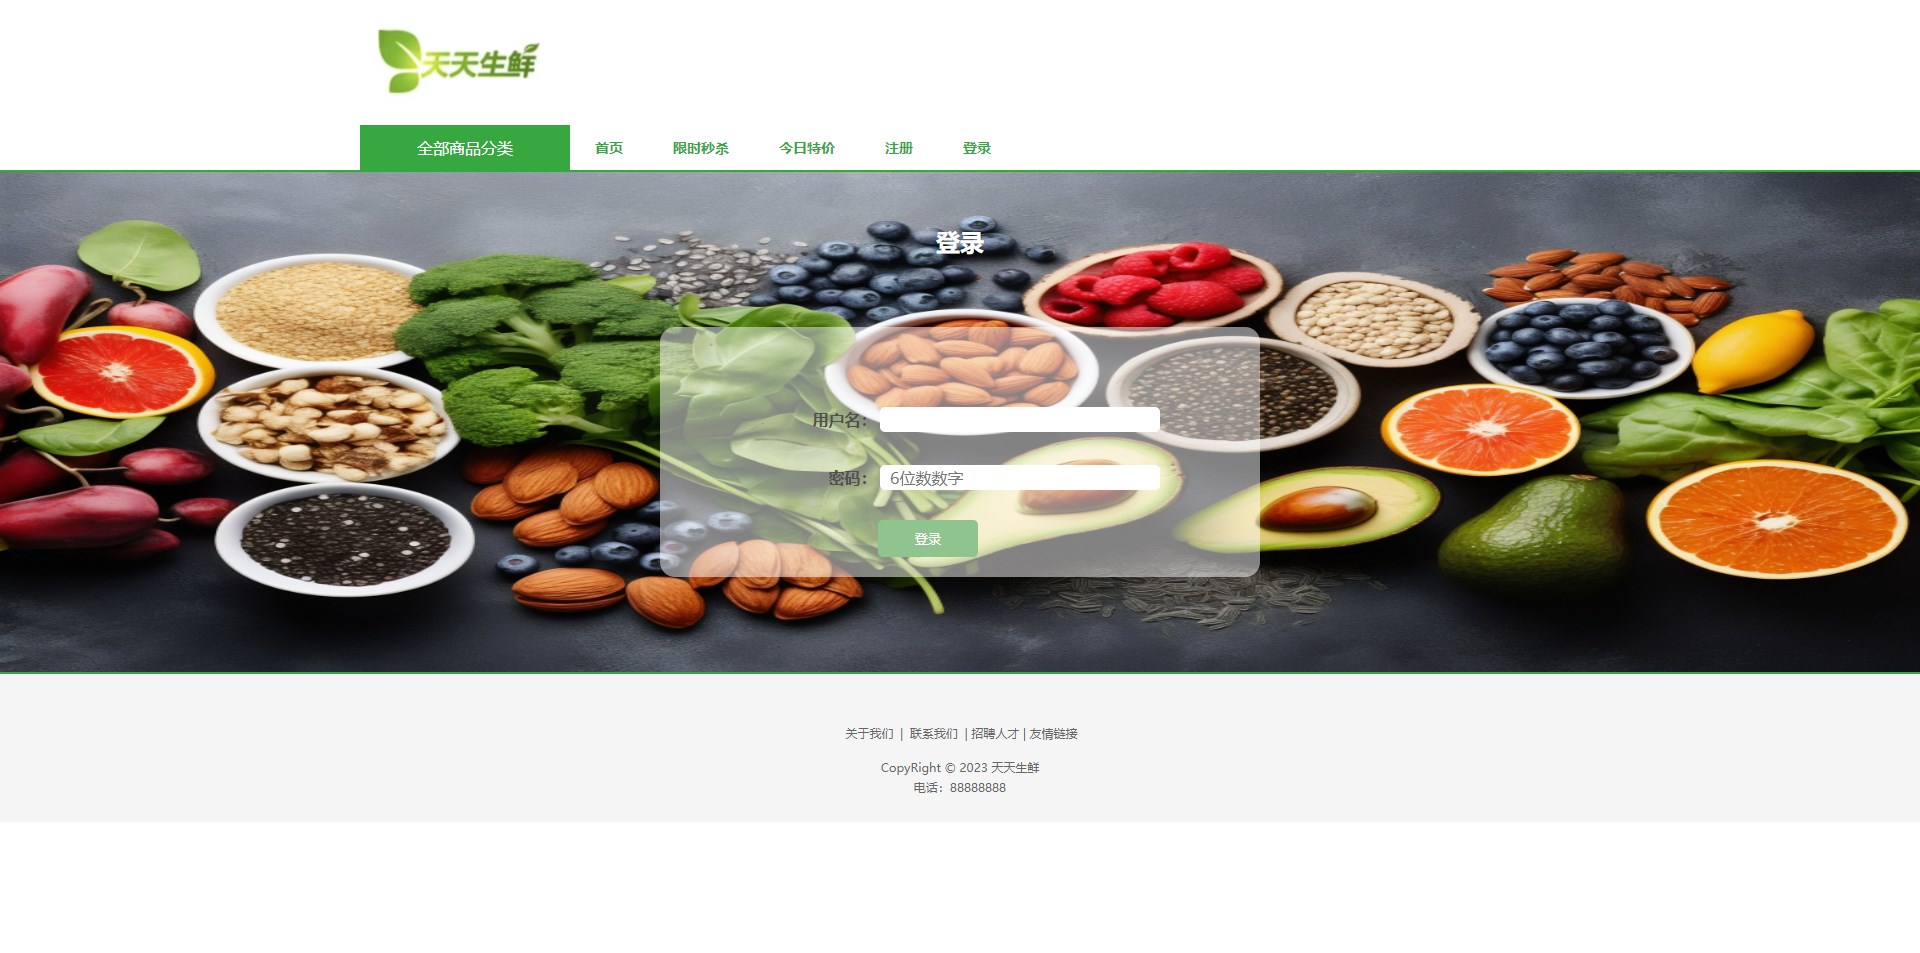 天天生鲜
全部商品分类 首页 限时秒杀 今日特价 注册 登录
登录
用户名：
密码： 6位数数字
登录
关于我们 | 联系我们 | 招聘人才 | 友情链接
CopyRight © 2023 天天生鲜
电话：88888888